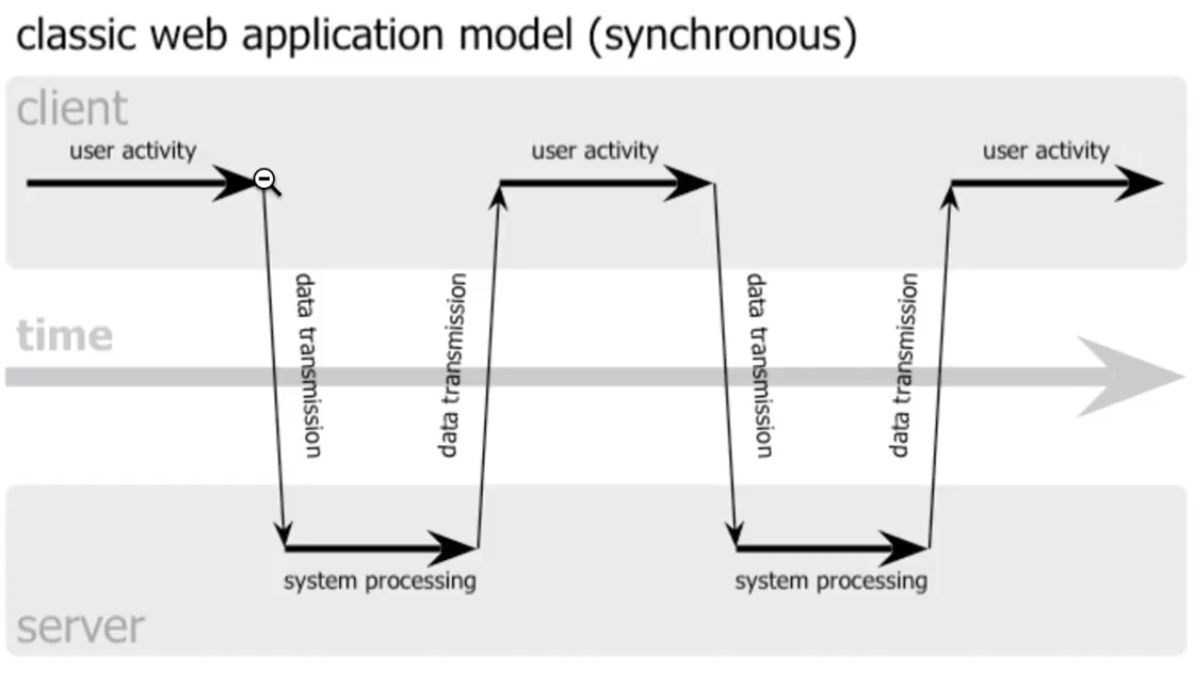 classic web application model (synchronous)
client
user activity
user activity
user activity
data transmission
data transmission
data transmission
data transmission
time
system processing
system processing
server